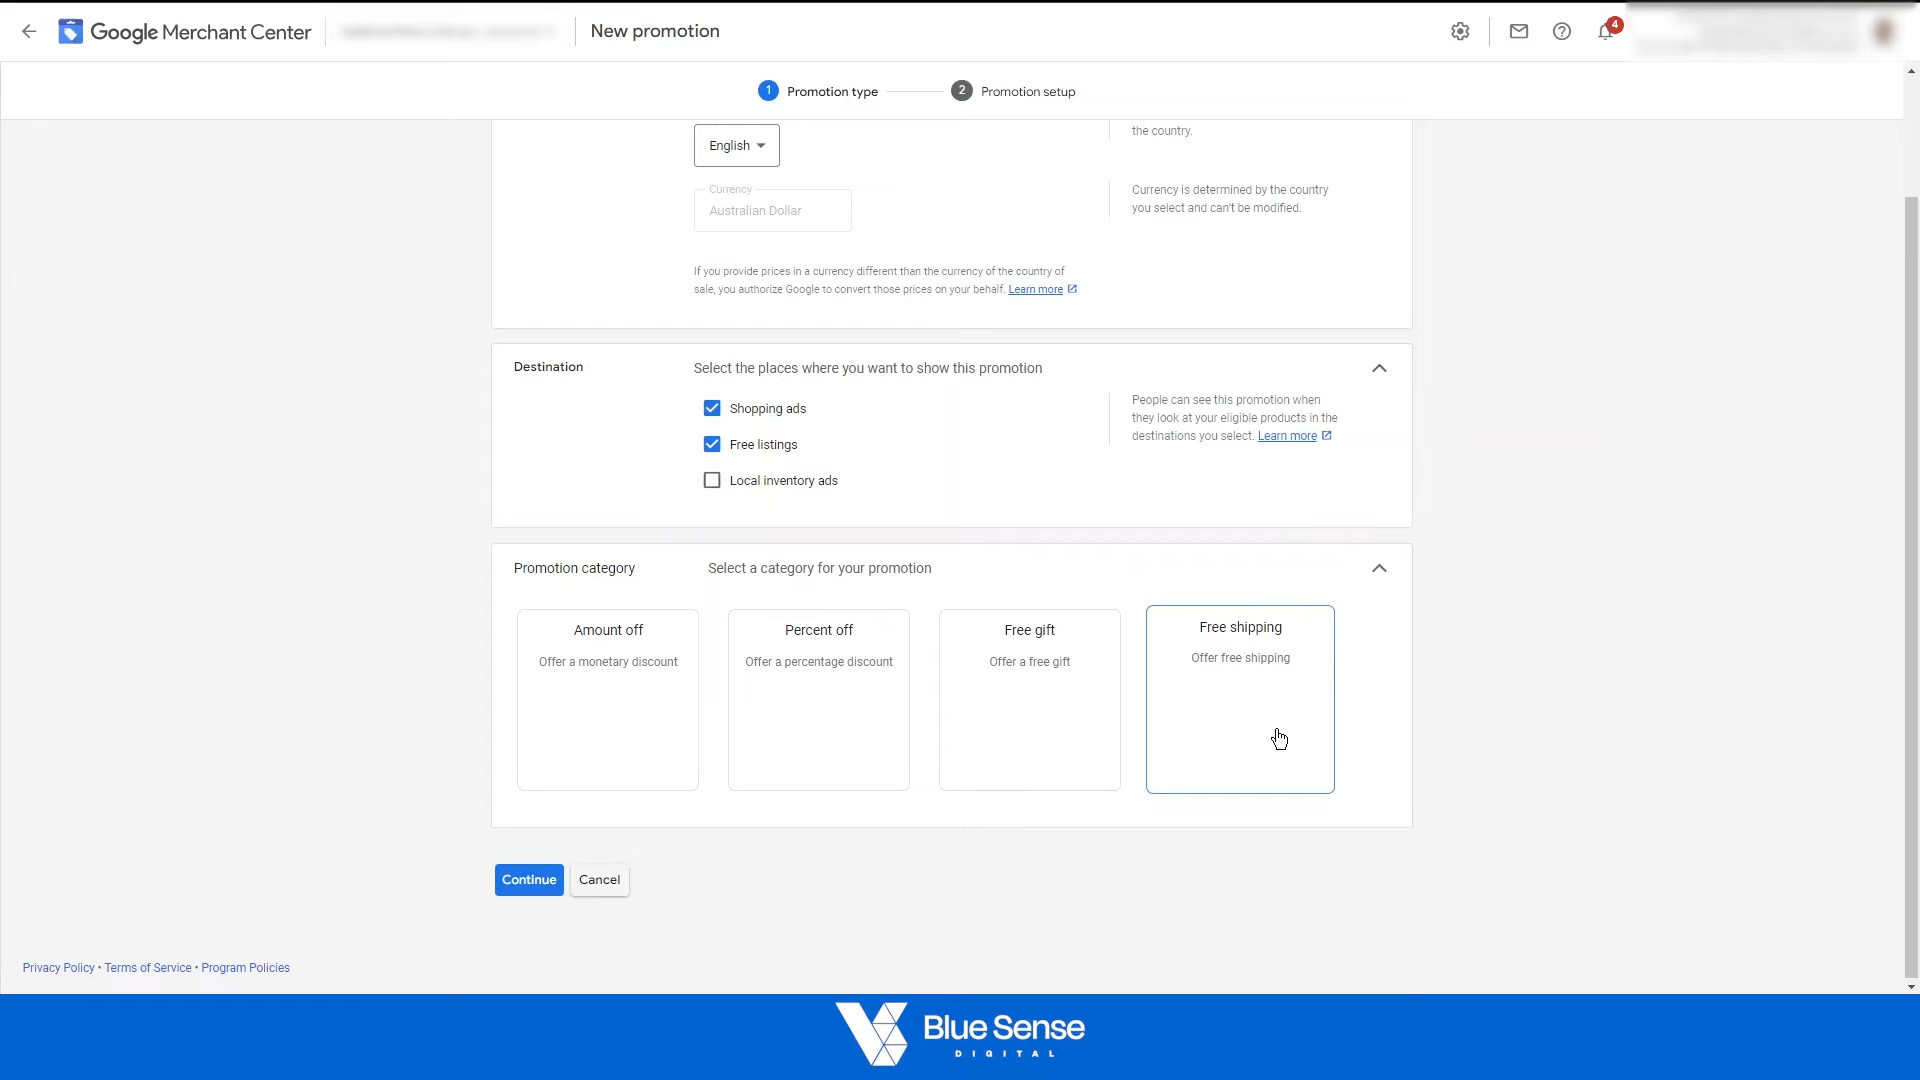 Google Merchant Center
New promotion
4
1 Promotion type
2 Promotion setup
English
the country.
Currency
Australian Dollar
Currency is determined by the country
you select and can't be modified.
If you provide prices in a currency different than the currency of the country of
sale, you authorize Google to convert those prices on your behalf. Learn more
Destination
Select the places where you want to show this promotion
Shopping ads
Free listings
Local inventory ads
People can see this promotion when
they look at your eligible products in the
destinations you select. Learn more
Promotion category
Select a category for your promotion
Amount off
Offer a monetary discount
Percent off
Offer a percentage discount
Free gift
Offer a free gift
Free shipping
Offer free shipping
Continue
Cancel
Privacy Policy • Terms of Service • Program Policies
Blue Sense
DIGITAL